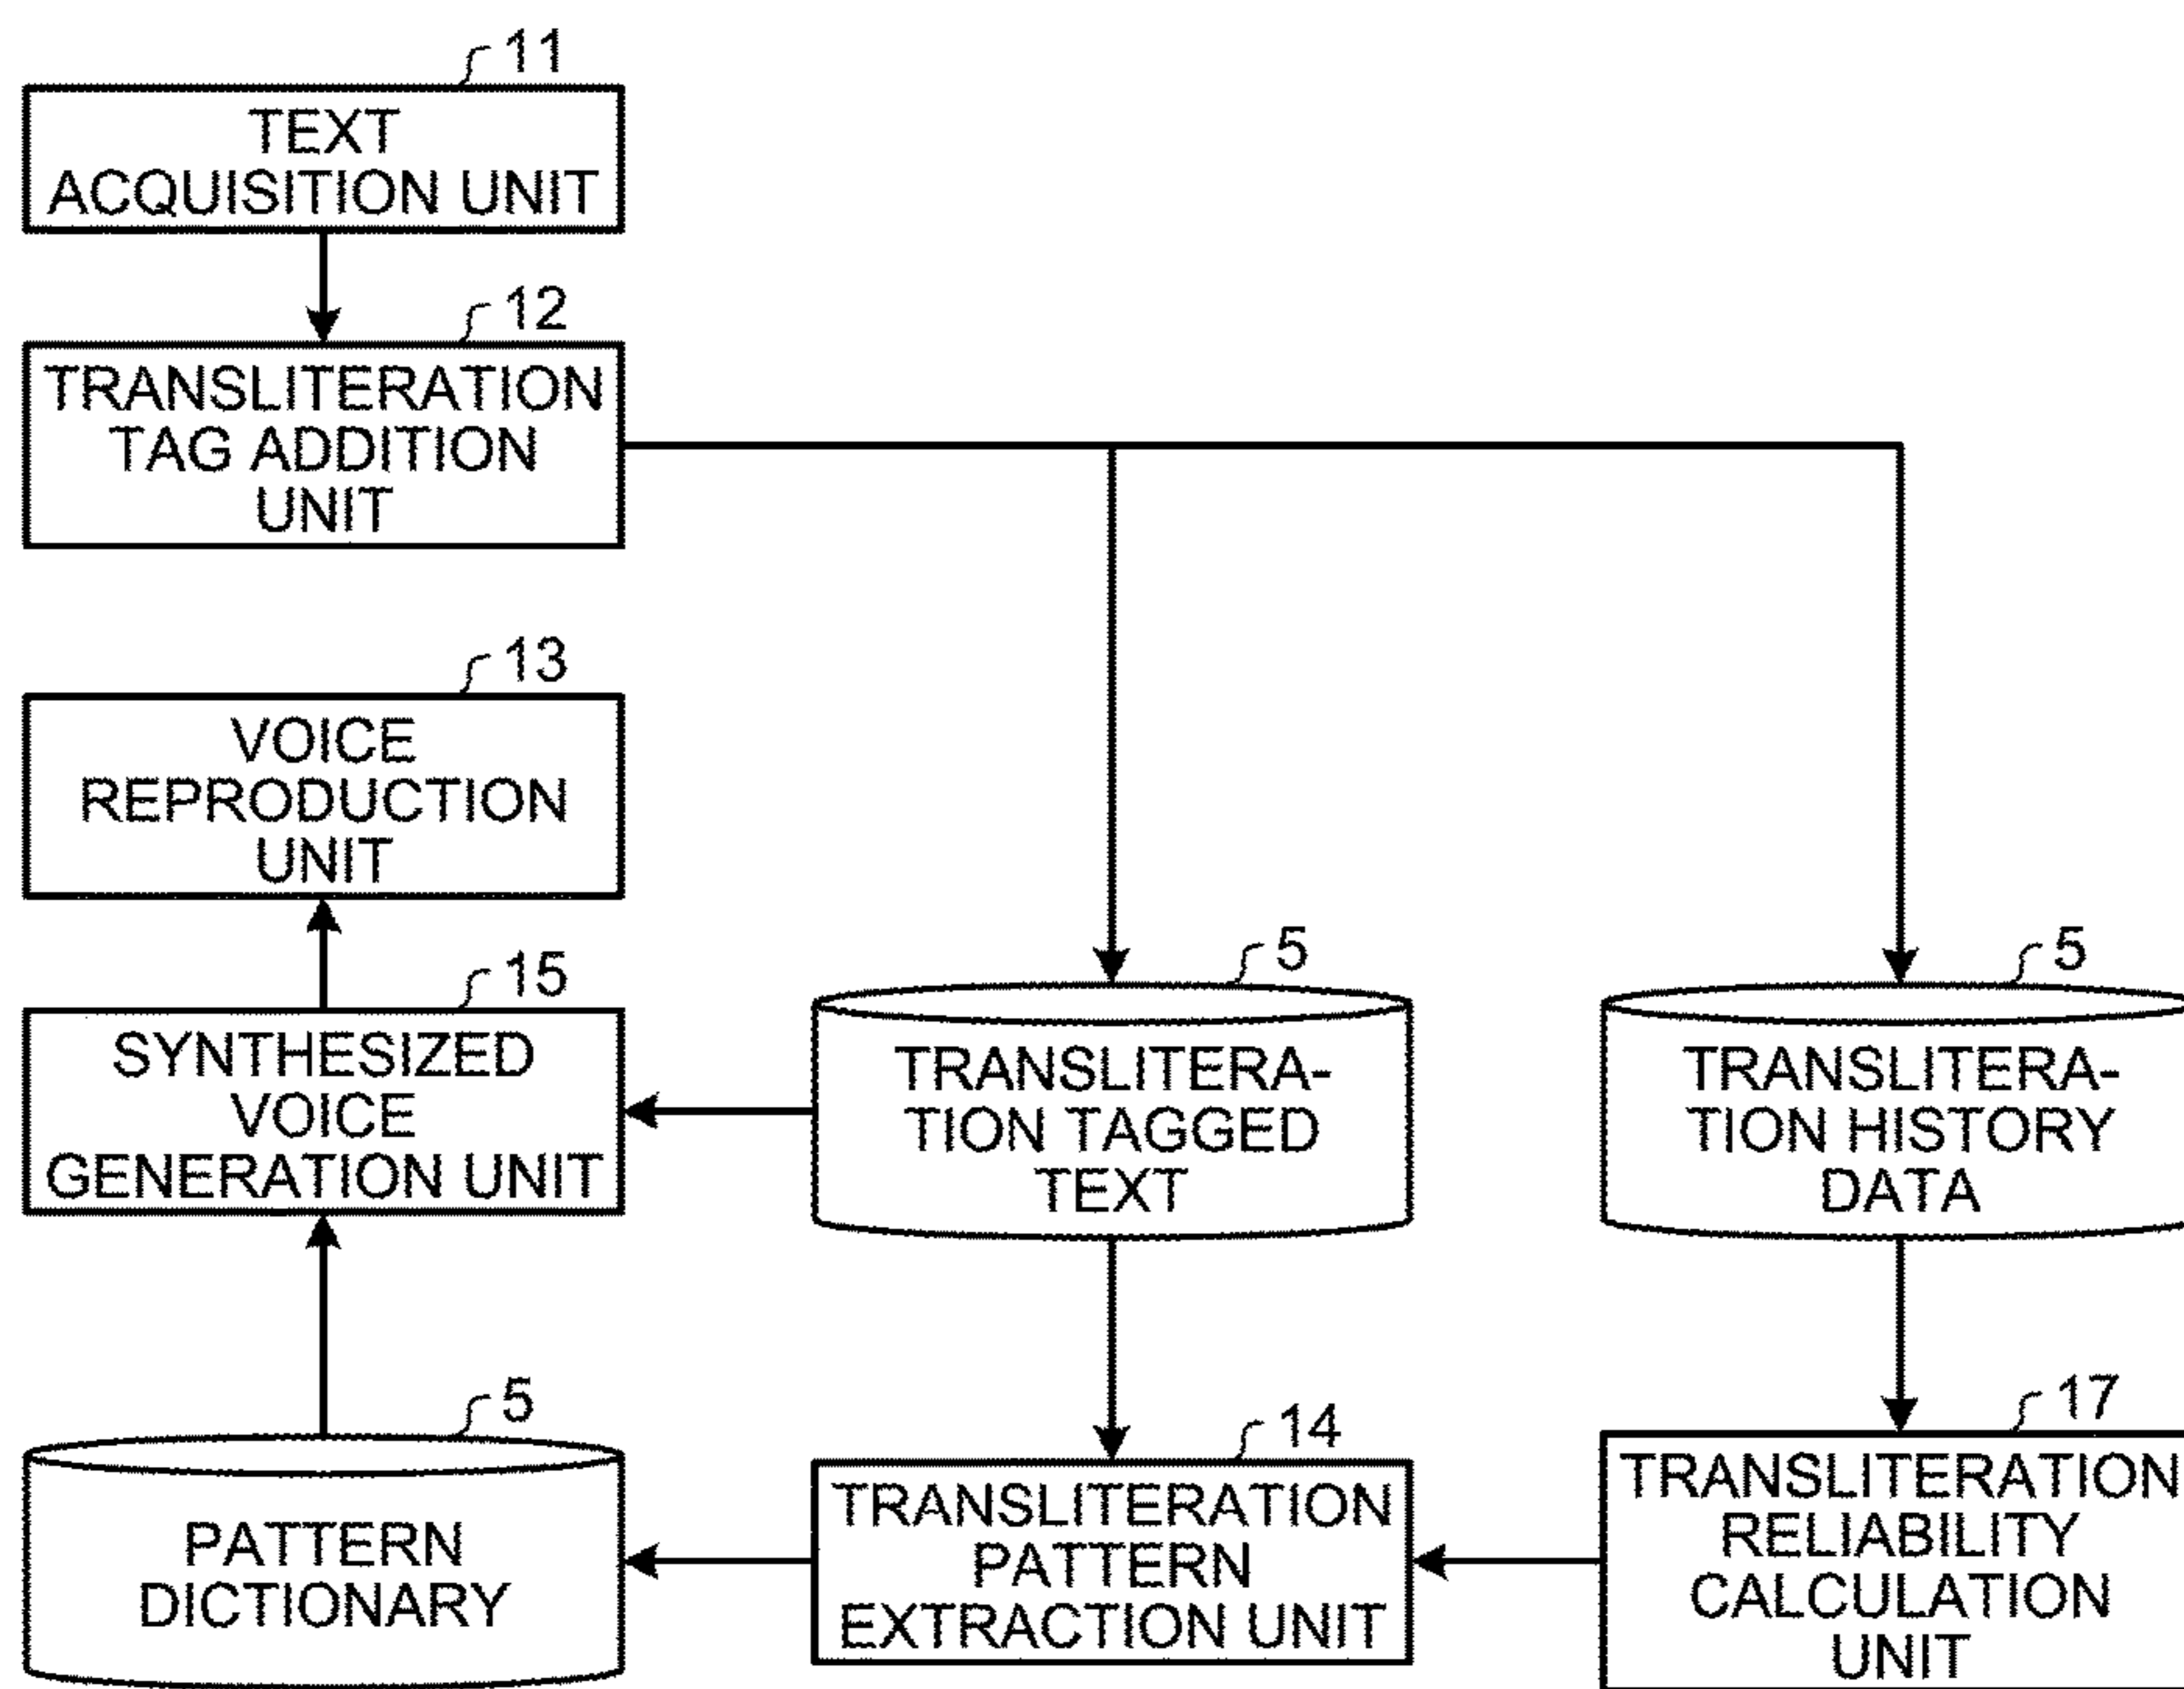 11
TEXT
ACQUISITION UNIT
12
TRANSLITERATION
TAG ADDITION
UNIT
13
VOICE
REPRODUCTION
UNIT
15
SYNTHESIZED
VOICE
GENERATION UNIT
5
TRANSLITERA-
TION TAGGED
TEXT
5
TRANSLITERA-
TION HISTORY
DATA
5
PATTERN
DICTIONARY
14
TRANSLITERATION
PATTERN
EXTRACTION UNIT
17
TRANSLITERATION
RELIABILITY
CALCULATION
UNIT